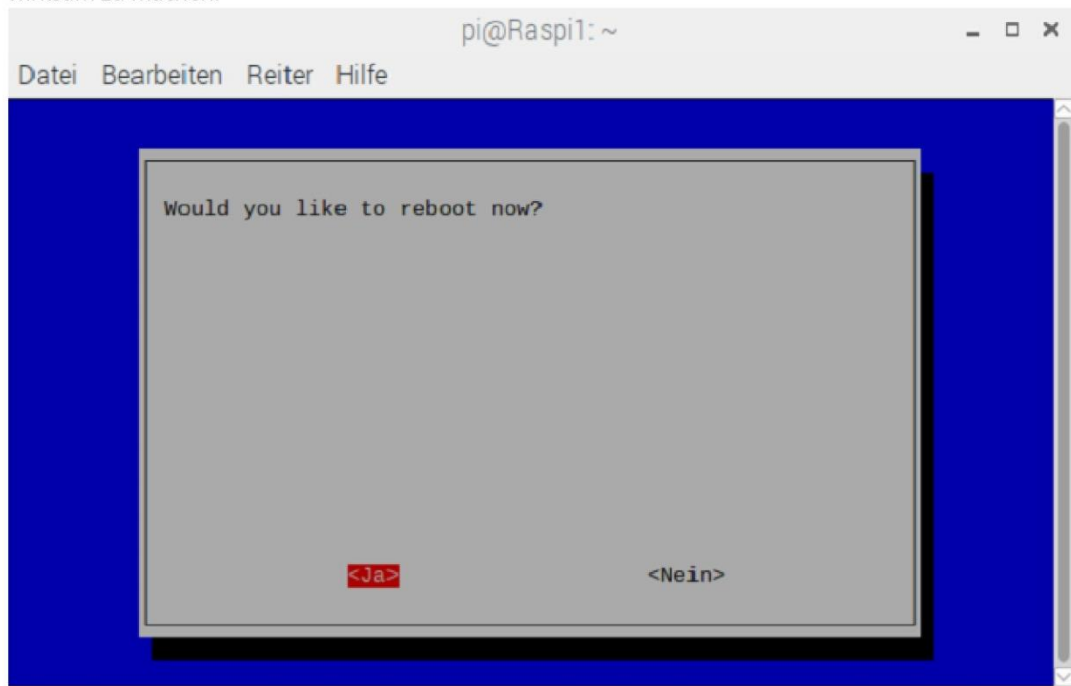 pi@Raspi1: ~
Datei Bearbeiten Reiter Hilfe
Would you like to reboot now?
<Ja> <Nein>